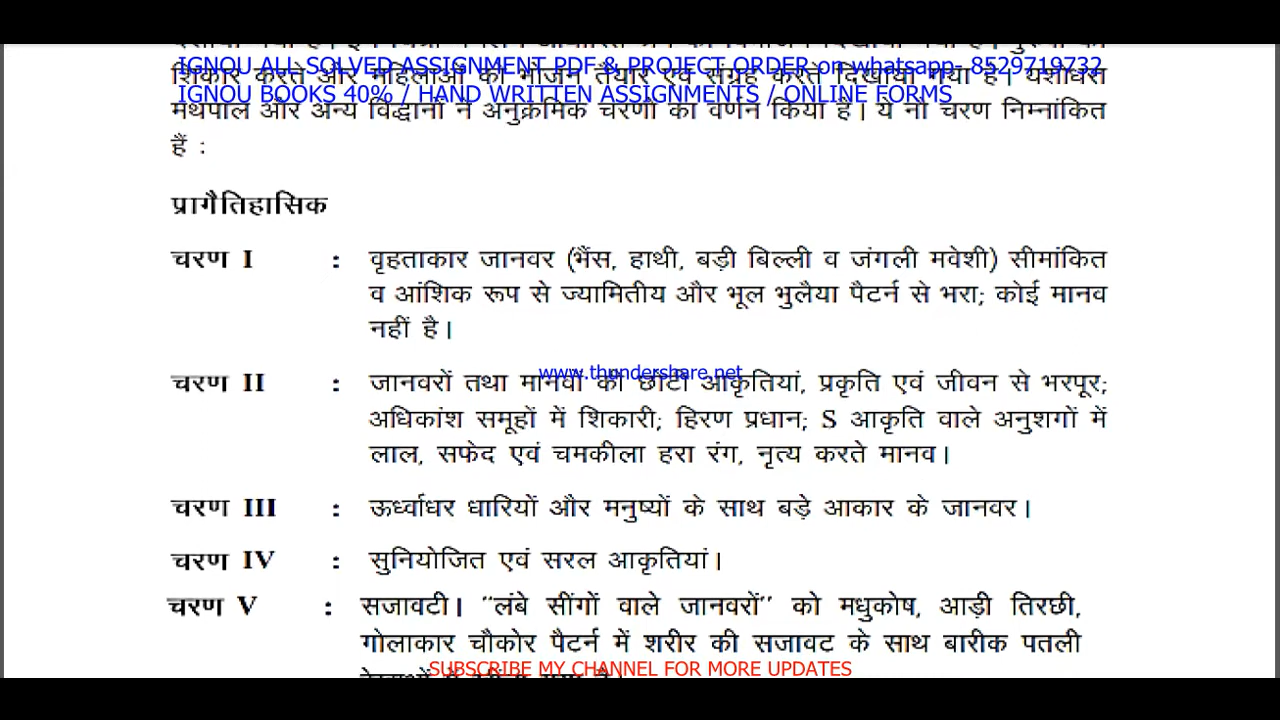 IGNOU ALL SOLVED ASSIGNMENT PDF & PROJECT ORDER on whatsapp- 8529719732
शिकार करते और महिलाओं को भोजन तैयार एवं संग्रह करते दिखाया गया है। यशोधरा
IGNOU BOOKS 40% / HAND WRITTEN ASSIGNMENTS / ONLINE FORMS
मथपाल और अन्य विद्वानों ने अनुक्रमिक चरणों का वर्णन किया है। ये नौ चरण निम्नांकित
हैं :
प्रागैतिहासिक
चरण I : वृहताकार जानवर (भैंस, हाथी, बड़ी बिल्ली व जंगली मवेशी) सीमांकित
व आंशिक रूप से ज्यामितीय और भूल भुलैया पैटर्न से भरा; कोई मानव
नहीं है।
www.thundershare.net
चरण II : जानवरों तथा मानवों की छोटी आकृतियां, प्रकृति एवं जीवन से भरपूर;
अधिकांश समूहों में शिकारी; हिरण प्रधान; S आकृति वाले अनुशगों में
लाल, सफेद एवं चमकीला हरा रंग, नृत्य करते मानव।
चरण III : ऊर्ध्वाधर धारियों और मनुष्यों के साथ बड़े आकार के जानवर।
चरण IV : सुनियोजित एवं सरल आकृतियां।
चरण V : सजावटी। "लंबे सींगों वाले जानवरों" को मधुकोष, आड़ी तिरछी,
गोलाकार चौकोर पैटर्न में शरीर की सजावट के साथ बारीक पतली
SUBSCRIBE MY CHANNEL FOR MORE UPDATES